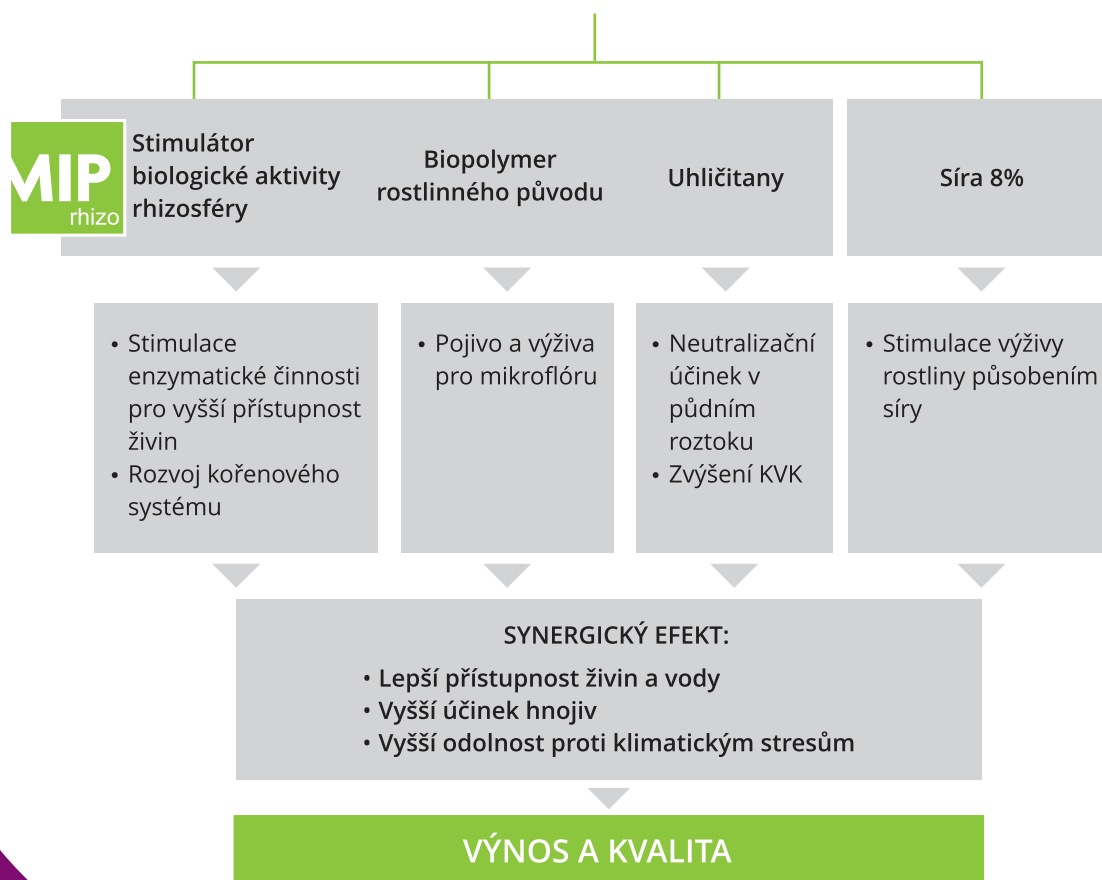 MIP
rhizo
Stimulátor
biologické aktivity
rhizosféry
Biopolymer
rostlinného původu
Uhličitany
Síra 8%
• Stimulace
enzymatické činnosti
pro vyšší přístupnost
živin
• Rozvoj kořenového
systému
• Pojivo a výživa
pro mikroflóru
• Neutralizační
účinek v
půdním
roztoku
• Zvýšení KVK
• Stimulace výživy
rostliny působením
síry
SYNERGICKÝ EFEKT:
• Lepší přístupnost živin a vody
• Vyšší účinek hnojiv
• Vyšší odolnost proti klimatickým stresům
VÝNOS A KVALITA